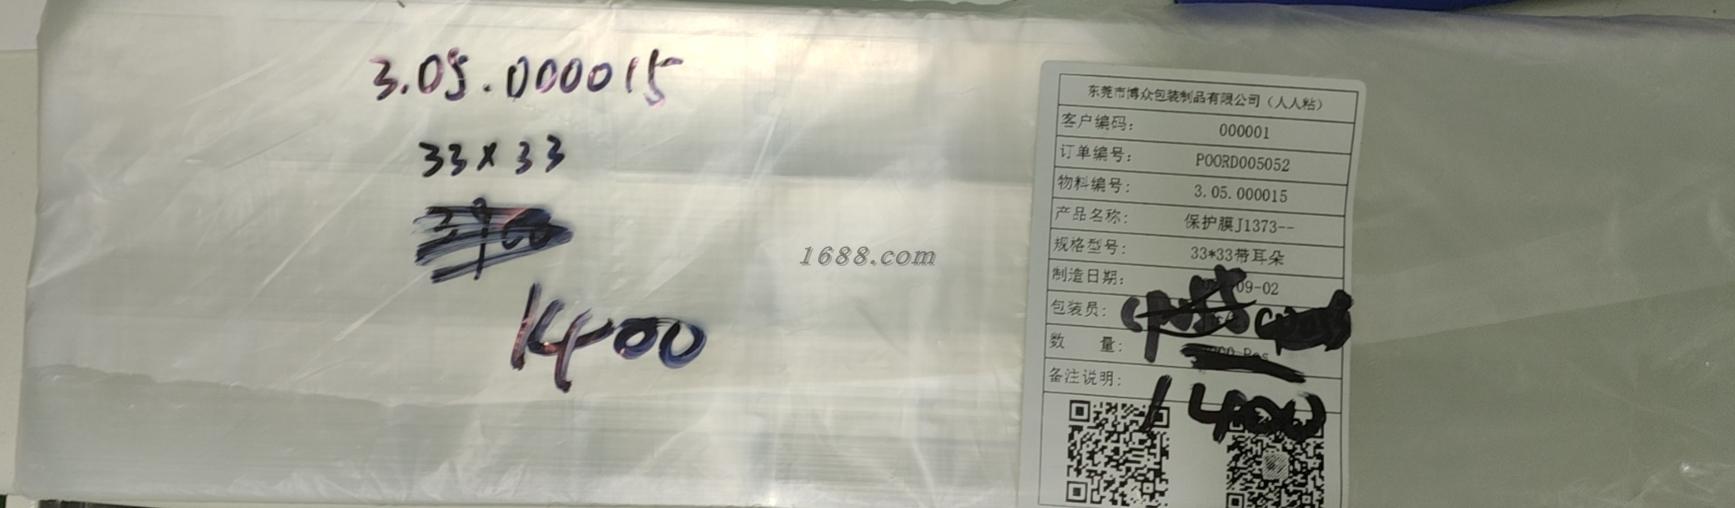 3.05.000015
33×33
1400
1688.com
东莞市博众包装制品有限公司（人人粘）
客户编码： 000001
订单编号： POORD005052
物料编号： 3.05.000015
产品名称： 保护膜J1373--
规格型号： 33*33带耳朵
制造日期： 09-02
包装员：
数 量： Pcs
备注说明：
1400